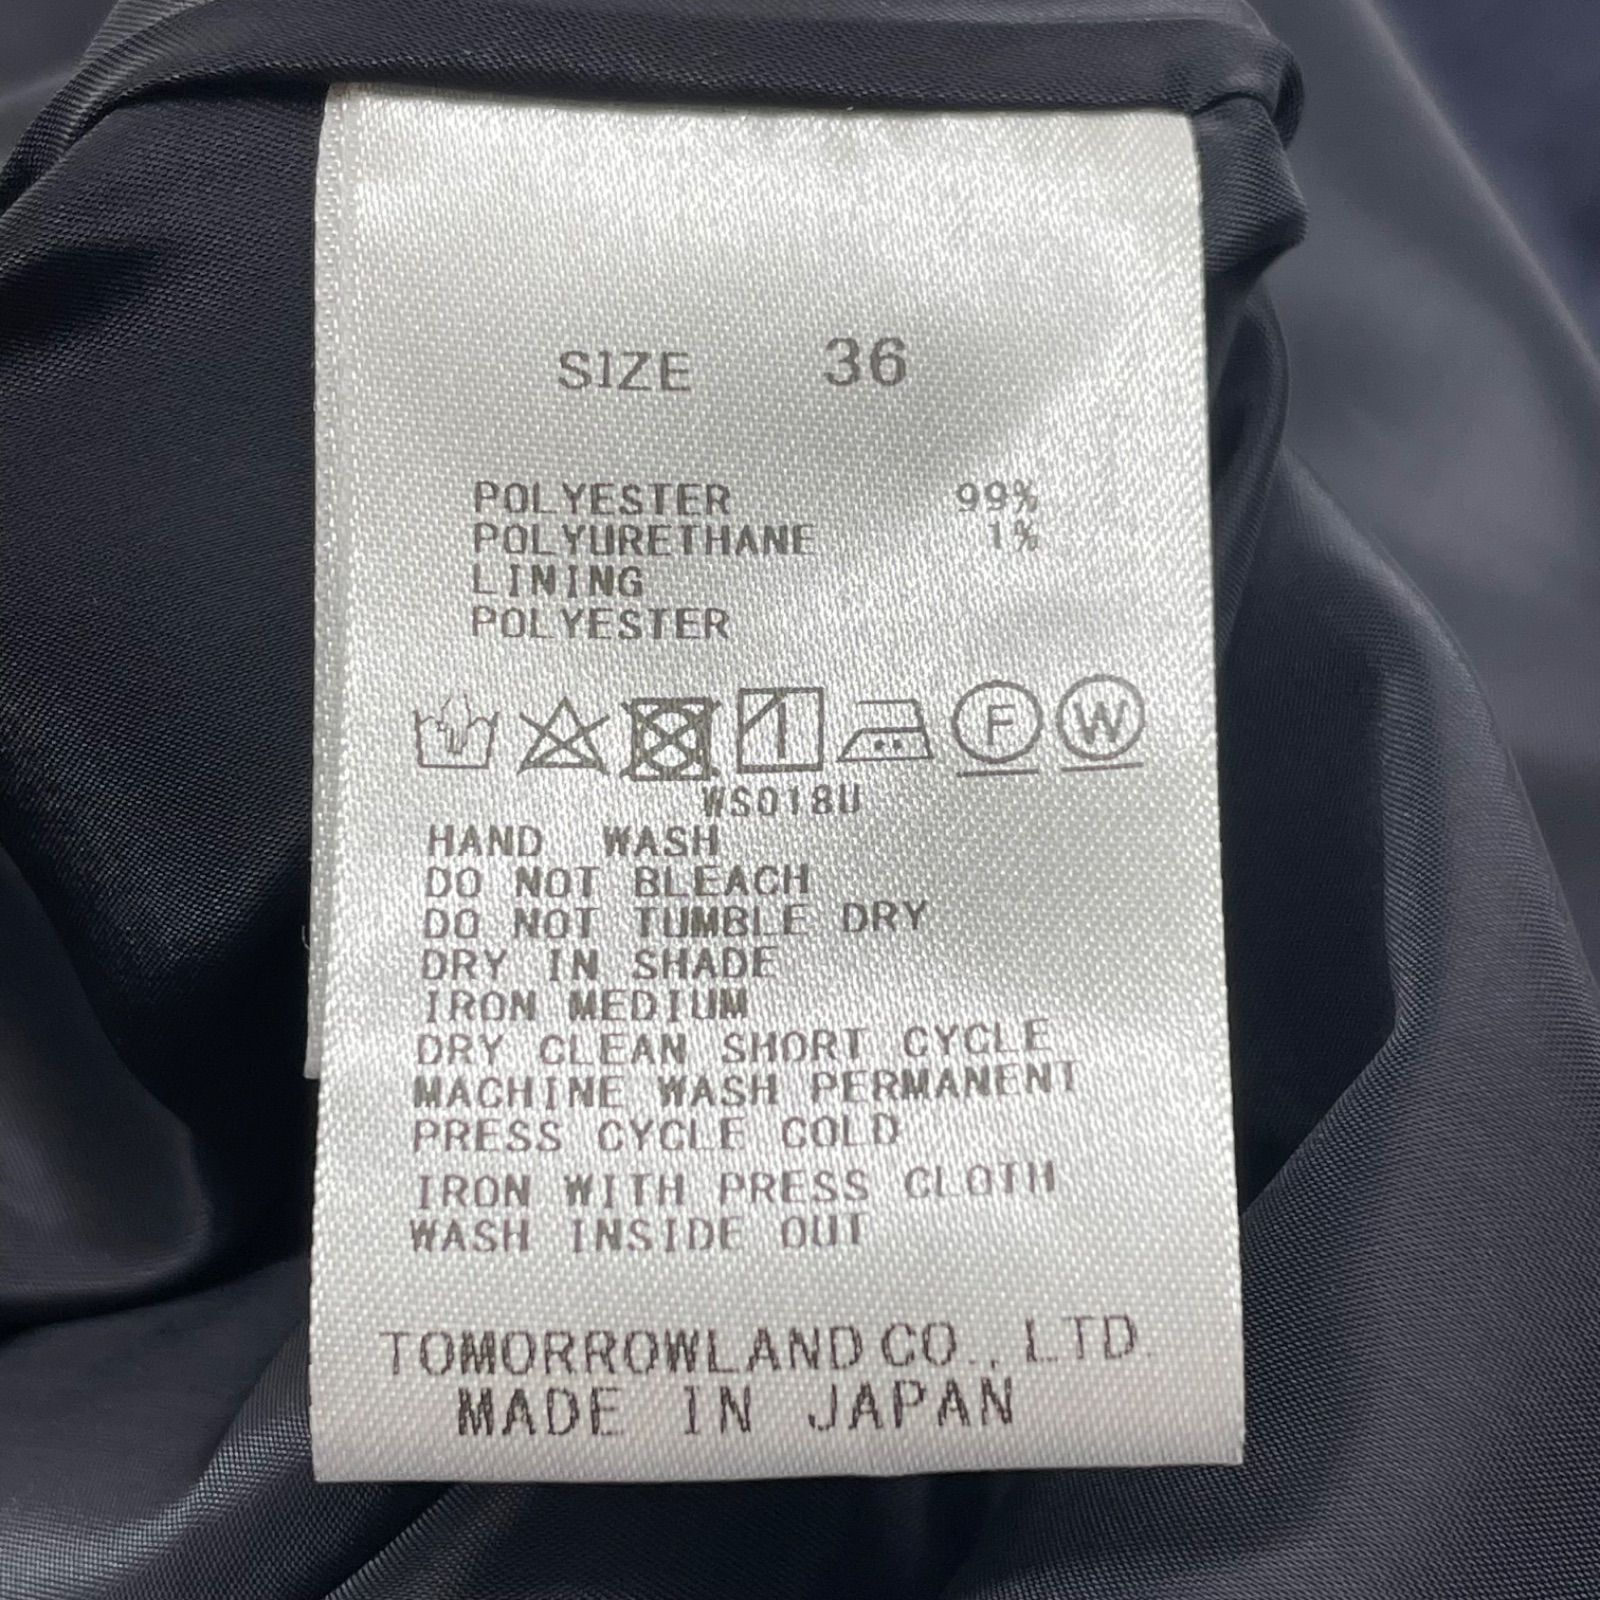 SIZE 36
POLYESTER 99%
POLYURETHANE 1%
LINING
POLYESTER
F W
WS018U
HAND WASH
DO NOT BLEACH
DO NOT TUMBLE DRY
DRY IN SHADE
IRON MEDIUM
DRY CLEAN SHORT CYCLE
MACHINE WASH PERMANENT
PRESS CYCLE COLD
IRON WITH PRESS CLOTH
WASH INSIDE OUT
TOMORROWLAND CO., LTD.
MADE IN JAPAN